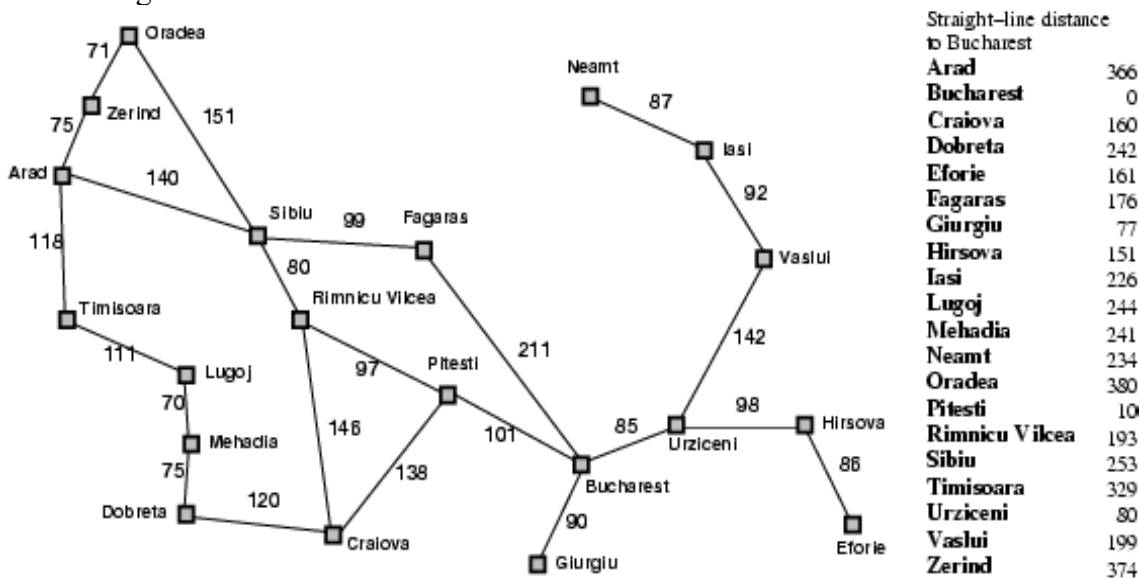 Oradea
71
Zerind
75
151
Arad
140
Sibiu
99
Fagaras
118
80
Timisoara
Rimnicu Vilcea
111
Lugoj
97
Pitesti
211
70
Mehadia
146
101
75
138
Dobreta
120
Craiova
Bucharest
90
Giurgiu
Neamt
87
Iasi
92
Vaslui
142
85
98
Hirsova
Urziceni
86
Eforie
Straight–line distance
to Bucharest
Arad 366
Bucharest 0
Craiova 160
Dobreta 242
Eforie 161
Fagaras 176
Giurgiu 77
Hirsova 151
Iasi 226
Lugoj 244
Mehadia 241
Neamt 234
Oradea 380
Pitesti 10
Rimnicu Vilcea 193
Sibiu 253
Timisoara 329
Urziceni 80
Vaslui 199
Zerind 374